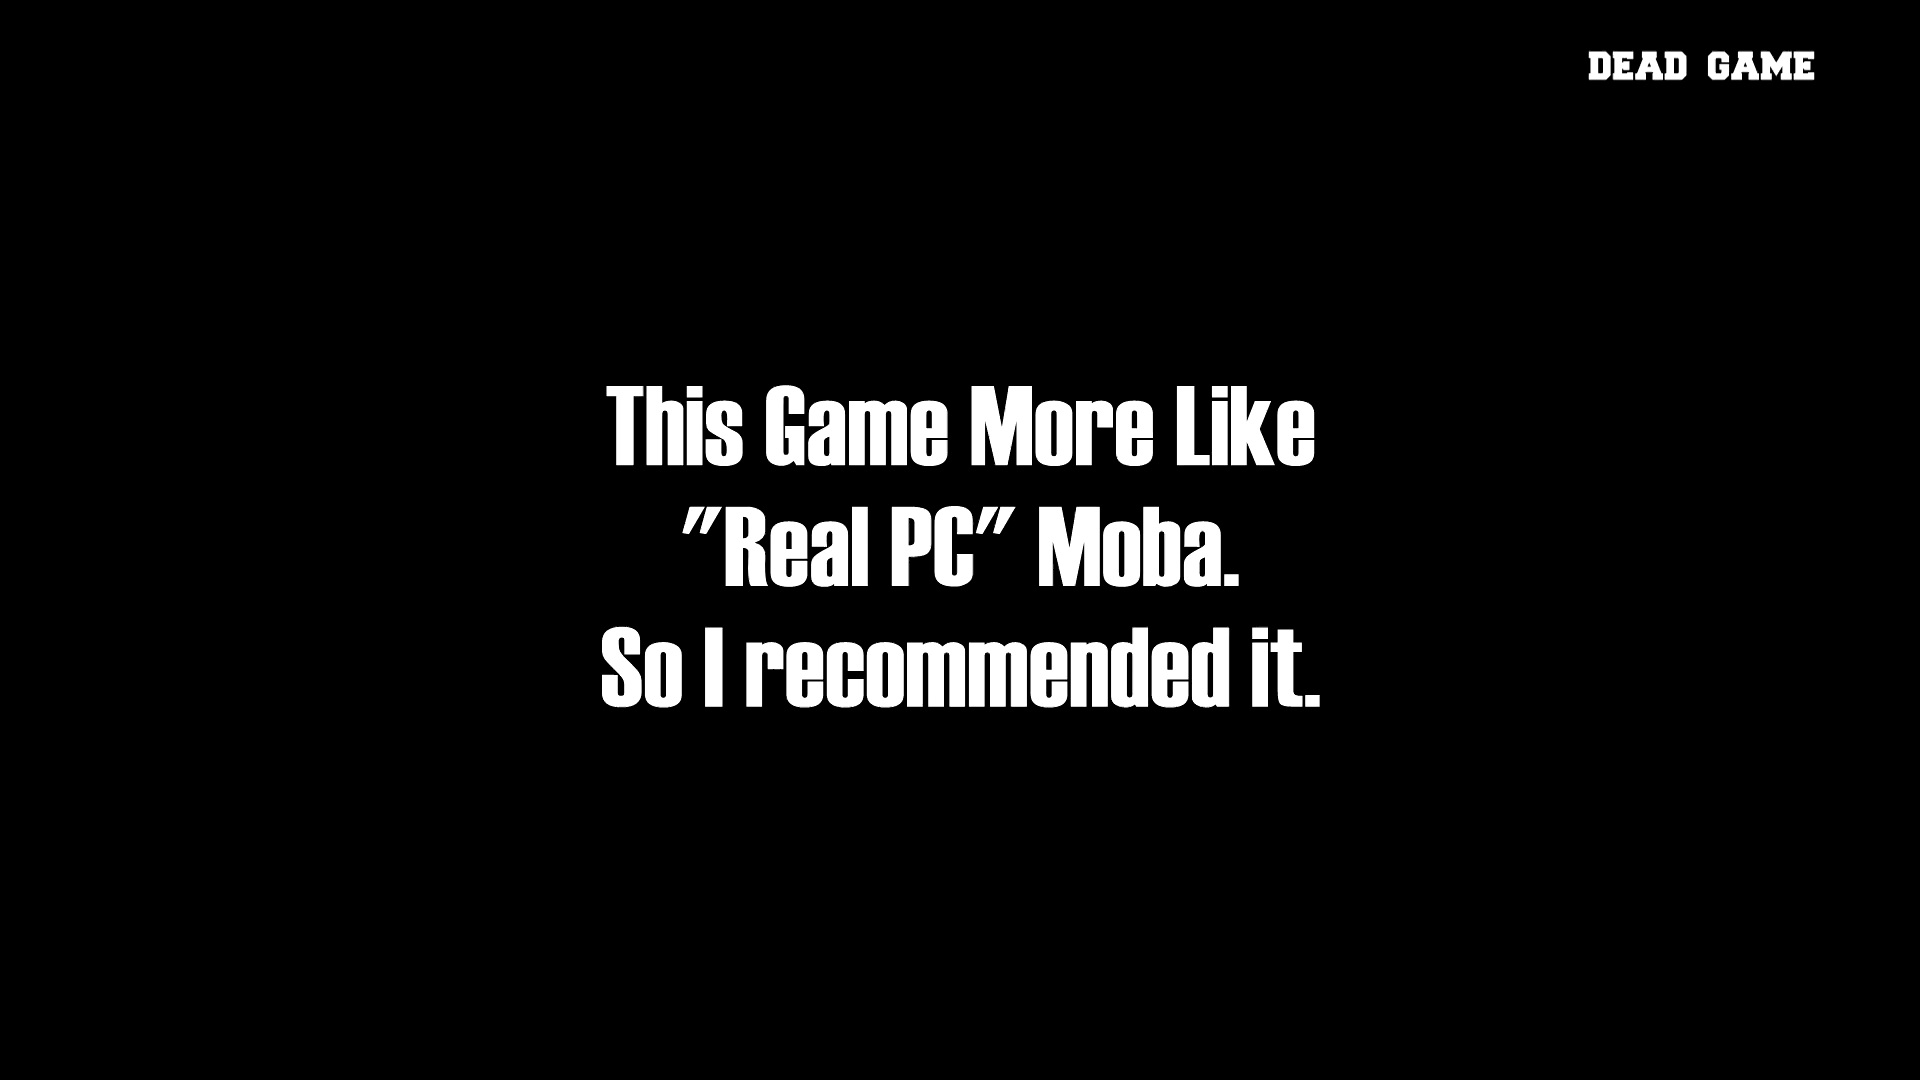 DEAD GAME
This Game More Like
"Real PC" Moba.
So I recommended it.